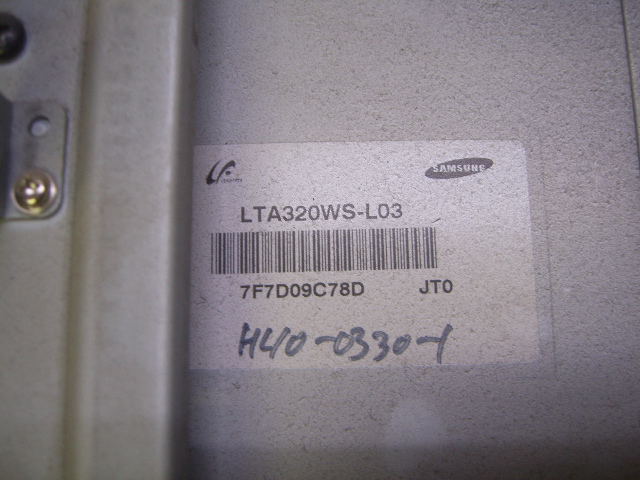 SAMSUNG
LTA320WS-L03
7F7D09C78D JT0
H40-0330-1